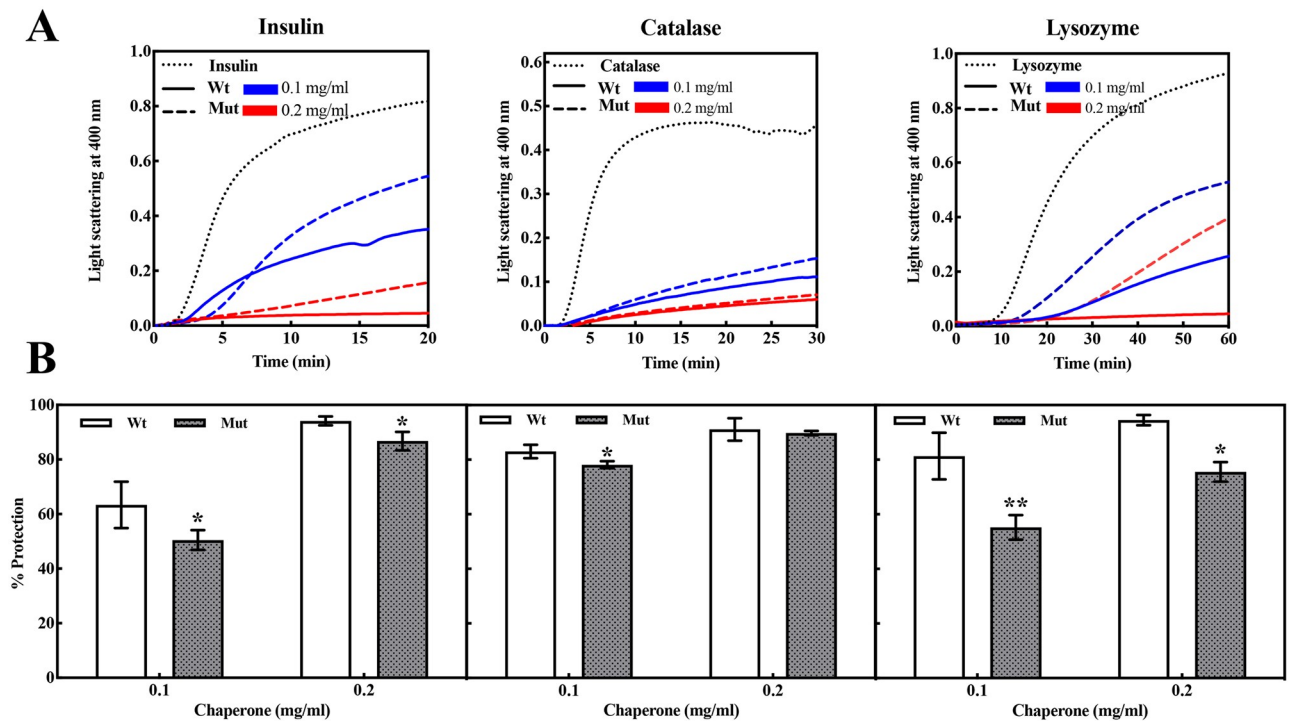 A
Insulin
Light scattering at 400 nm
1.0
0.8
0.6
0.4
0.2
0.0
Insulin
Wt 0.1 mg/ml
Mut 0.2 mg/ml
0 5 10 15 20
Time (min)
Catalase
Light scattering at 400 nm
0.6
0.5
0.4
0.3
0.2
0.1
0.0
Catalase
Wt 0.1 mg/ml
Mut 0.2 mg/ml
0 5 10 15 20 25 30
Time (min)
Lysozyme
Light scattering at 400 nm
1.0
0.8
0.6
0.4
0.2
0.0
Lysozyme
Wt 0.1 mg/ml
Mut 0.2 mg/ml
0 10 20 30 40 50 60
Time (min)
B
% Protection
100
80
60
40
20
0
Wt Mut
*
*
0.1 0.2
Chaperone (mg/ml)
Wt Mut
*
0.1 0.2
Chaperone (mg/ml)
Wt Mut
**
*
0.1 0.2
Chaperone (mg/ml)